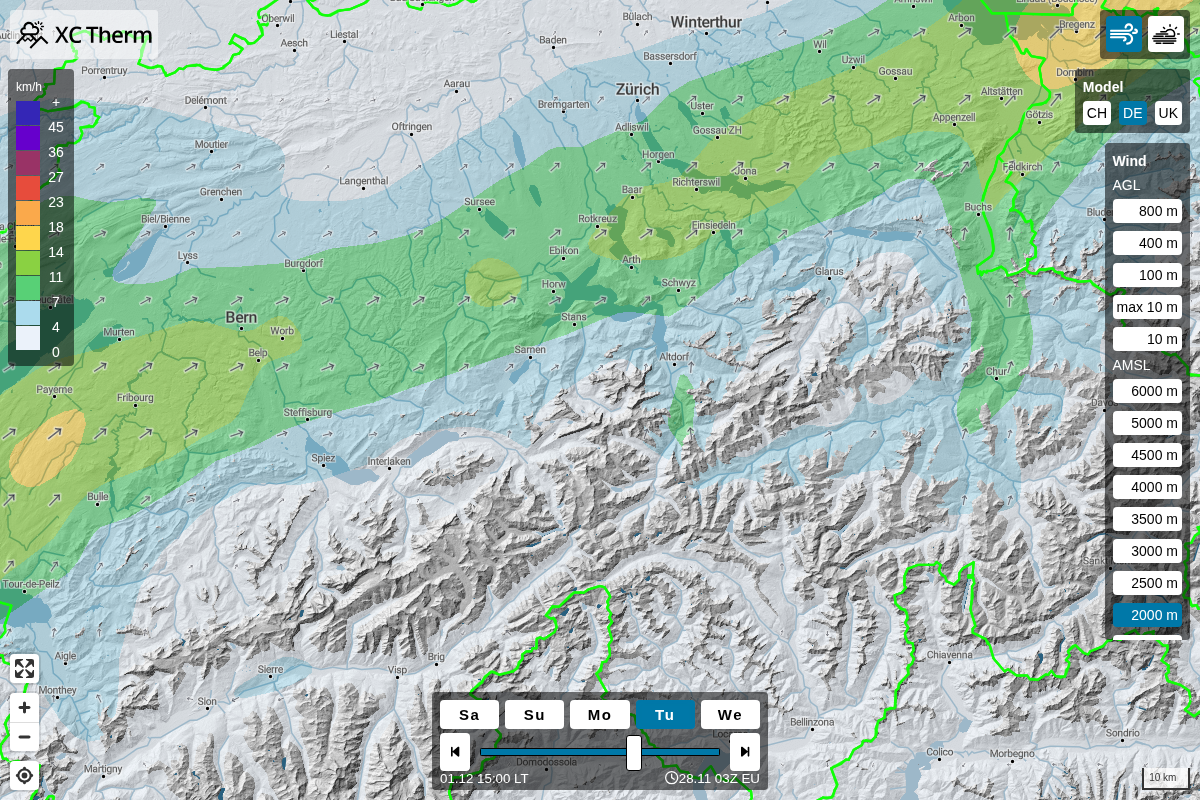 XC Therm
km/h
+
45
36
27
23
18
14
11
7
4
0
Oberwil
Liestal
Aesch
Porrentruy
Delémont
Moutier
Grenchen
Biel/Bienne
Lyss
Burgdorf
Langenthal
Oftringen
Aarau
Baden
Bülach
Winterthur
Bassersdorf
Zürich
Bremgarten
Adliswil
Uster
Gossau ZH
Horgen
Richterswil
Jona
Baar
Sursee
Rotkreuz
Einsiedeln
Ebikon
Arth
Horw
Schwyz
Stans
Sarnen
Altdorf
Glarus
Wil
Uzwil
Gossau
Arbon
Bregenz
Dornbirn
Altstätten
Götzis
Appenzell
Feldkirch
Buchs
Chur
Murten
Bern
Worb
Belp
Payerne
Fribourg
Steffisburg
Spiez
Interlaken
Bulle
Tour-de-Peilz
Aigle
Monthey
Martigny
Sion
Sierre
Visp
Brig
Domodossola
Bellinzona
Chiavenna
Colico
Morbegno
Sondrio
Model
CH
DE
UK
Wind
AGL
800 m
400 m
100 m
max 10 m
10 m
AMSL
6000 m
5000 m
4500 m
4000 m
3500 m
3000 m
2500 m
2000 m
Sa
Su
Mo
Tu
We
01.12 15:00 LT
28.11 03Z EU
+
−
10 km